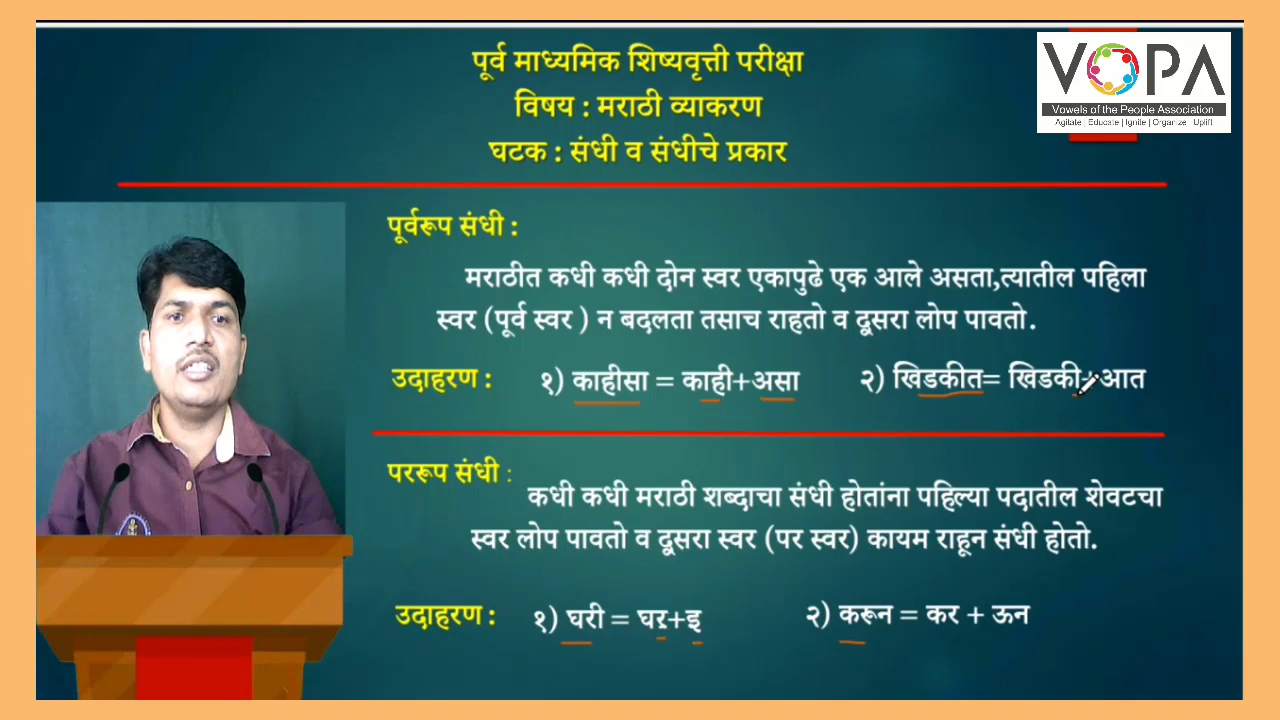 पूर्व माध्यमिक शिष्यवृत्ती परीक्षा
विषय : मराठी व्याकरण
घटक : संधी व संधीचे प्रकार
VOPA
Vowels of the People Association
Agitate | Educate | Ignite | Organize | Uplift
पूर्वरूप संधी :
मराठीत कधी कधी दोन स्वर एकापुढे एक आले असता,त्यातील पहिला
स्वर (पूर्व स्वर ) न बदलता तसाच राहतो व दुसरा लोप पावतो.
उदाहरण : १) काहीसा = काही+असा २) खिडकीत= खिडकी+आत
पररूप संधी :
कधी कधी मराठी शब्दाचा संधी होतांना पहिल्या पदातील शेवटचा
स्वर लोप पावतो व दुसरा स्वर (पर स्वर) कायम राहून संधी होतो.
उदाहरण : १) घरी = घर+इ २) करून = कर + ऊन